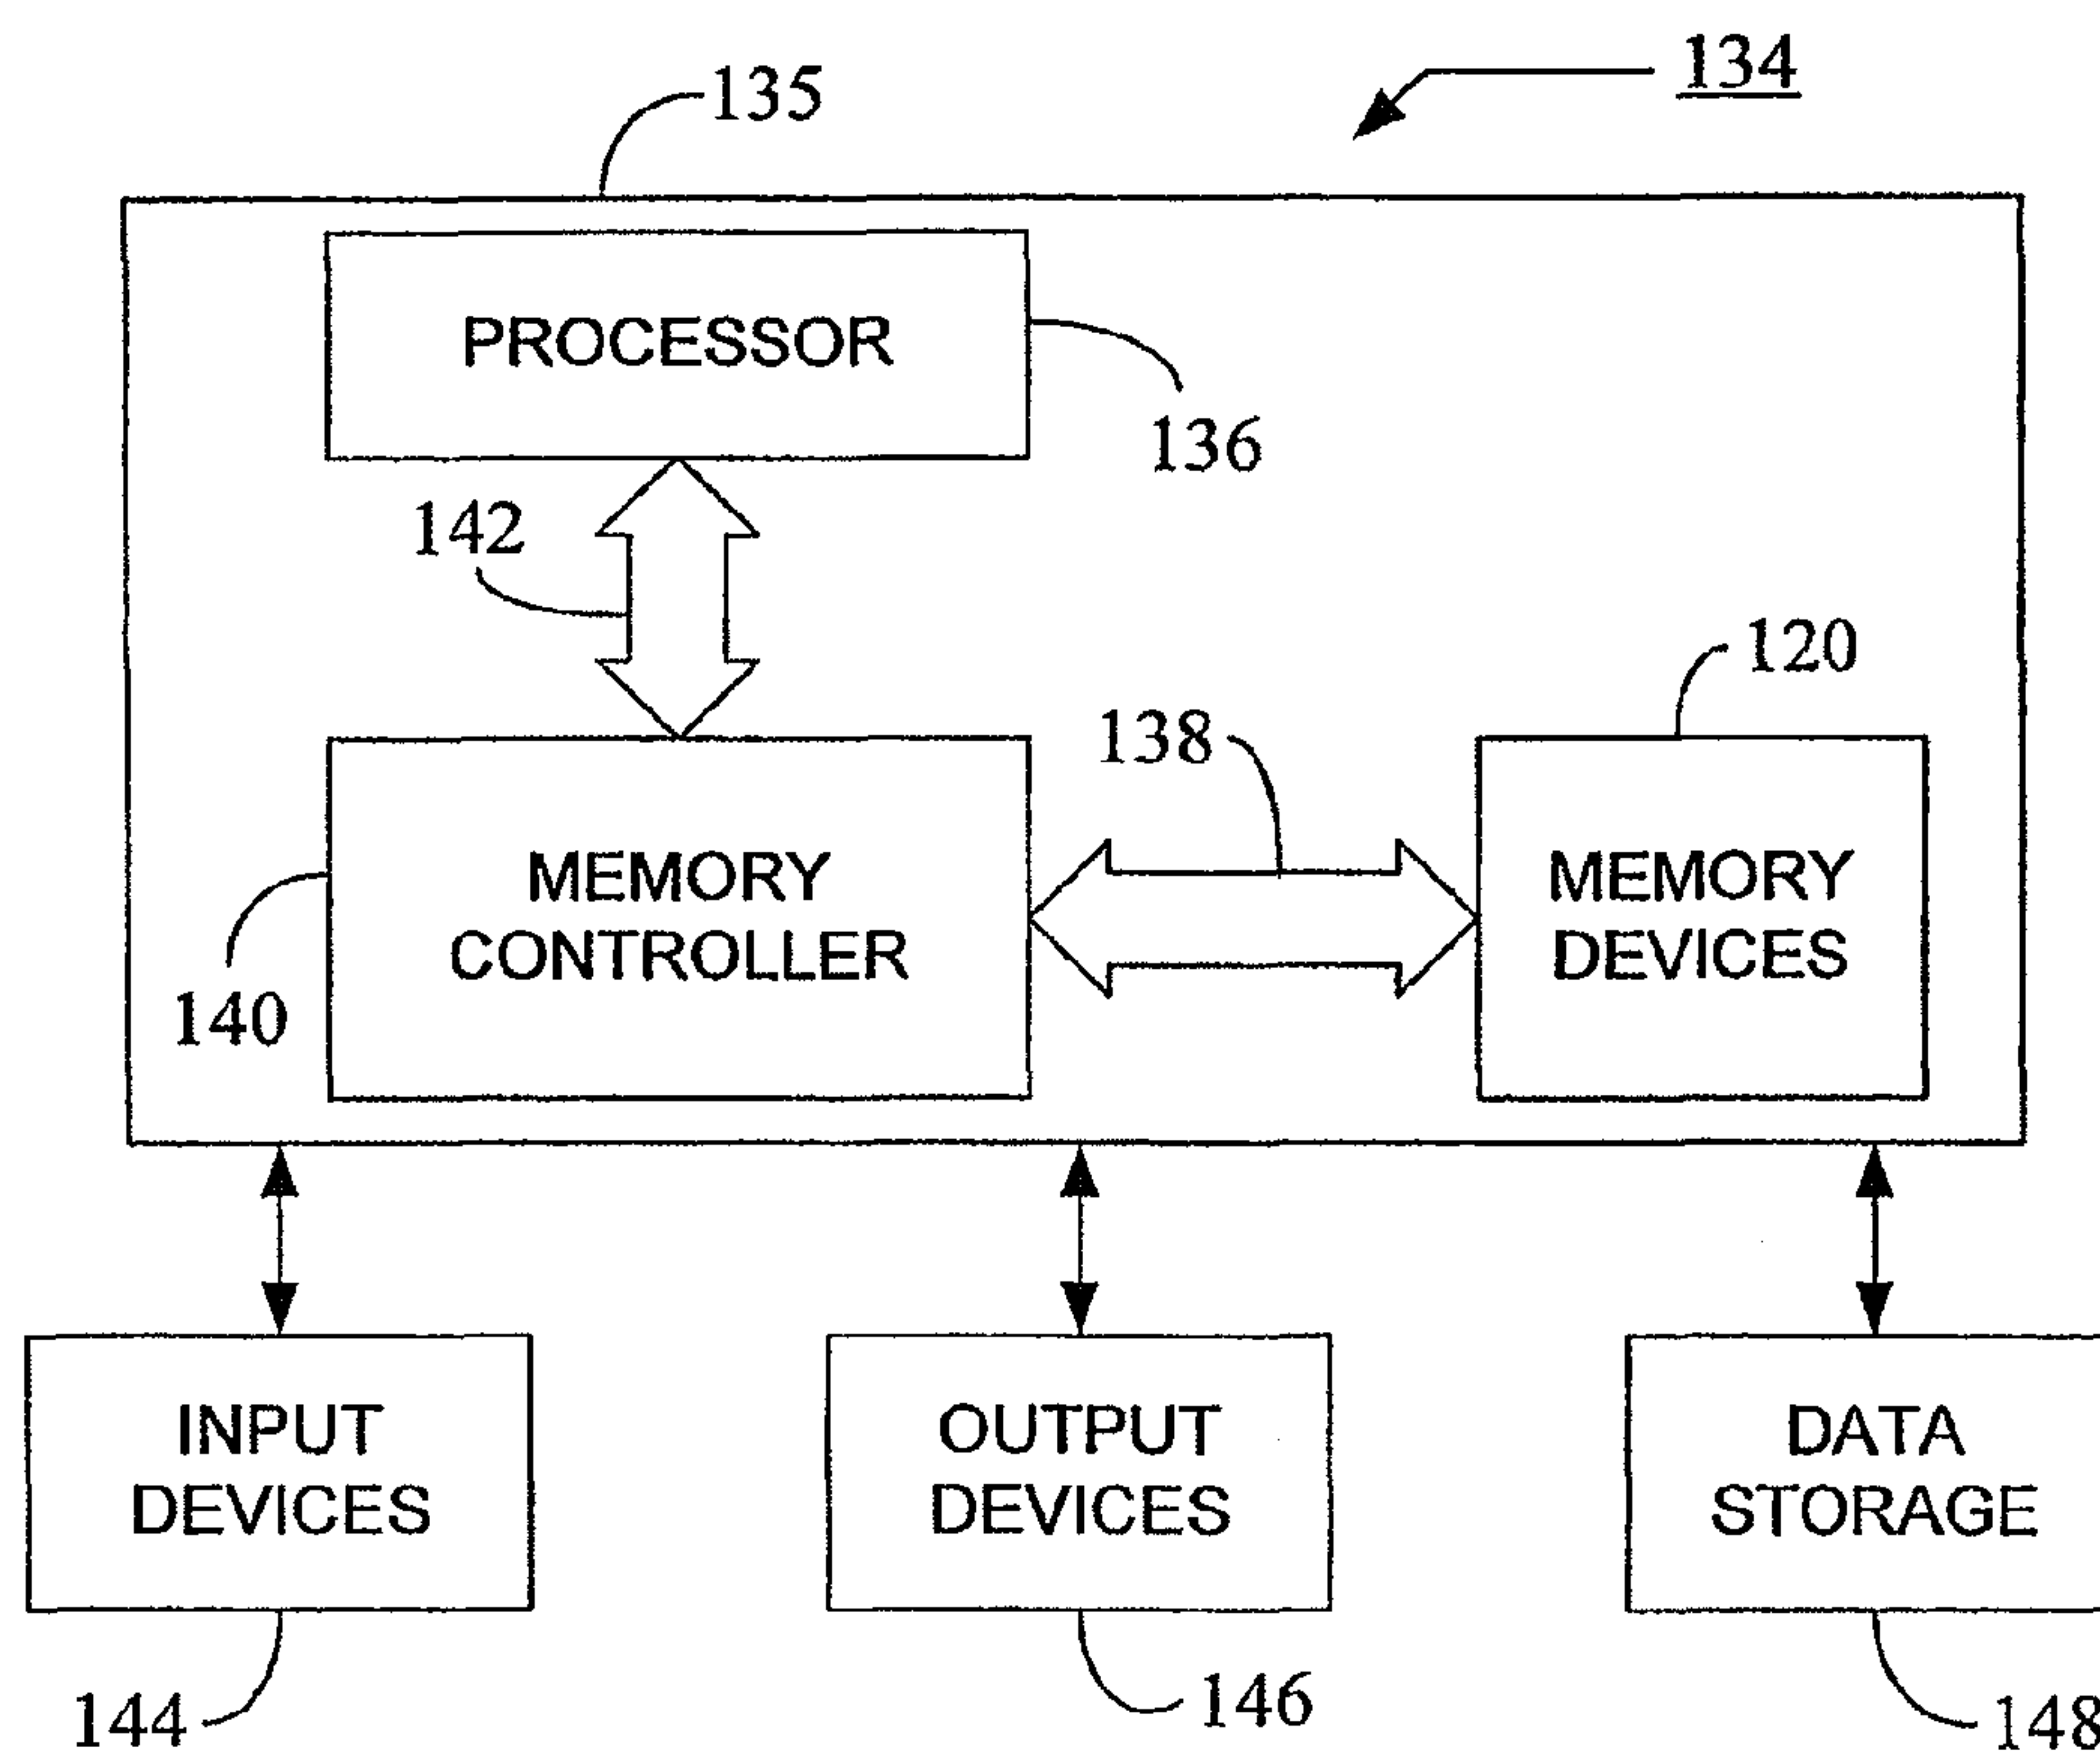 134
135
PROCESSOR
136
142
120
138
MEMORY
CONTROLLER
MEMORY
DEVICES
140
INPUT
DEVICES
OUTPUT
DEVICES
DATA
STORAGE
144
146
148